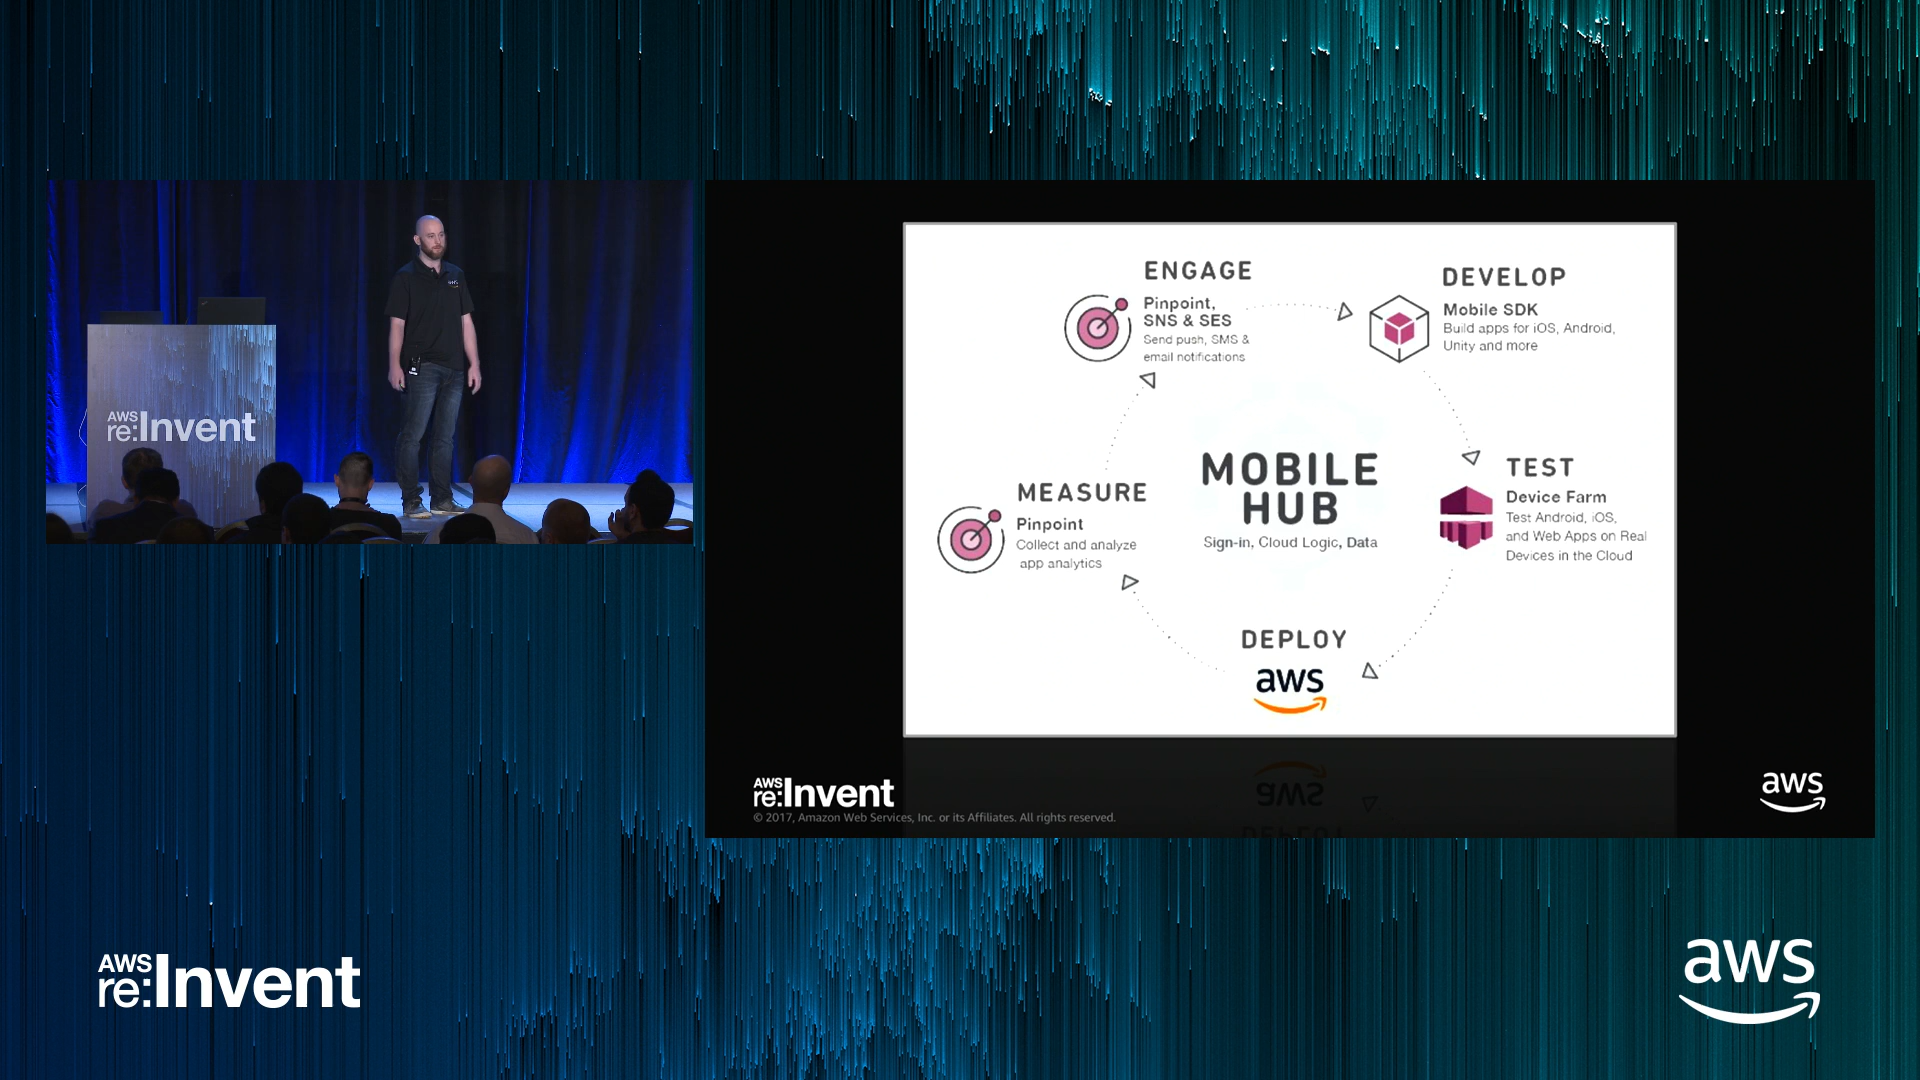 AWS
re:Invent
aws
ENGAGE
Pinpoint,
SNS & SES
Send push, SMS &
email notifications
DEVELOP
Mobile SDK
Build apps for iOS, Android,
Unity and more
MEASURE
Pinpoint
Collect and analyze
app analytics
MOBILE
HUB
Sign-in, Cloud Logic, Data
TEST
Device Farm
Test Android, iOS,
and Web Apps on Real
Devices in the Cloud
DEPLOY
aws
AWS
re:Invent
© 2017, Amazon Web Services, Inc. or its Affiliates. All rights reserved.
aws
AWS
re:Invent
aws